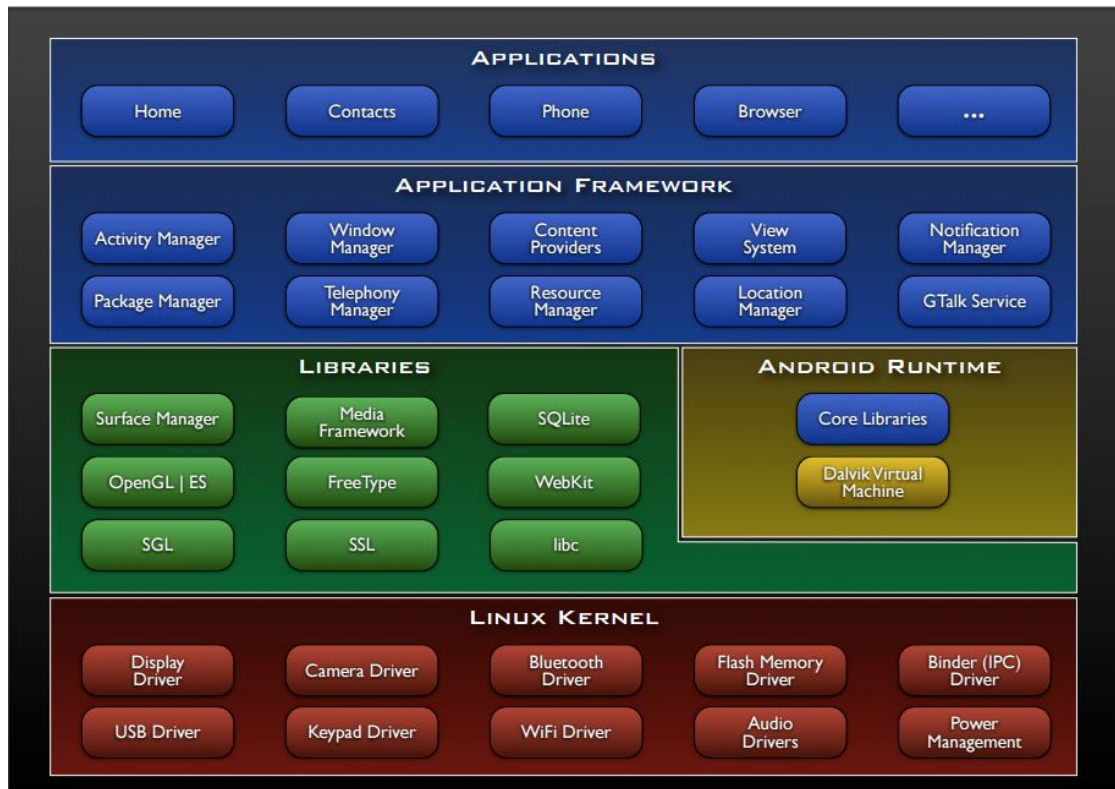 APPLICATIONS
Home
Contacts
Phone
Browser
...
APPLICATION FRAMEWORK
Activity Manager
Window
Manager
Content
Providers
View
System
Notification
Manager
Package Manager
Telephony
Manager
Resource
Manager
Location
Manager
GTalk Service
LIBRARIES
Surface Manager
Media
Framework
SQLite
OpenGL | ES
FreeType
WebKit
SGL
SSL
libc
ANDROID RUNTIME
Core Libraries
Dalvik Virtual
Machine
LINUX KERNEL
Display
Driver
Camera Driver
Bluetooth
Driver
Flash Memory
Driver
Binder (IPC)
Driver
USB Driver
Keypad Driver
WiFi Driver
Audio
Drivers
Power
Management